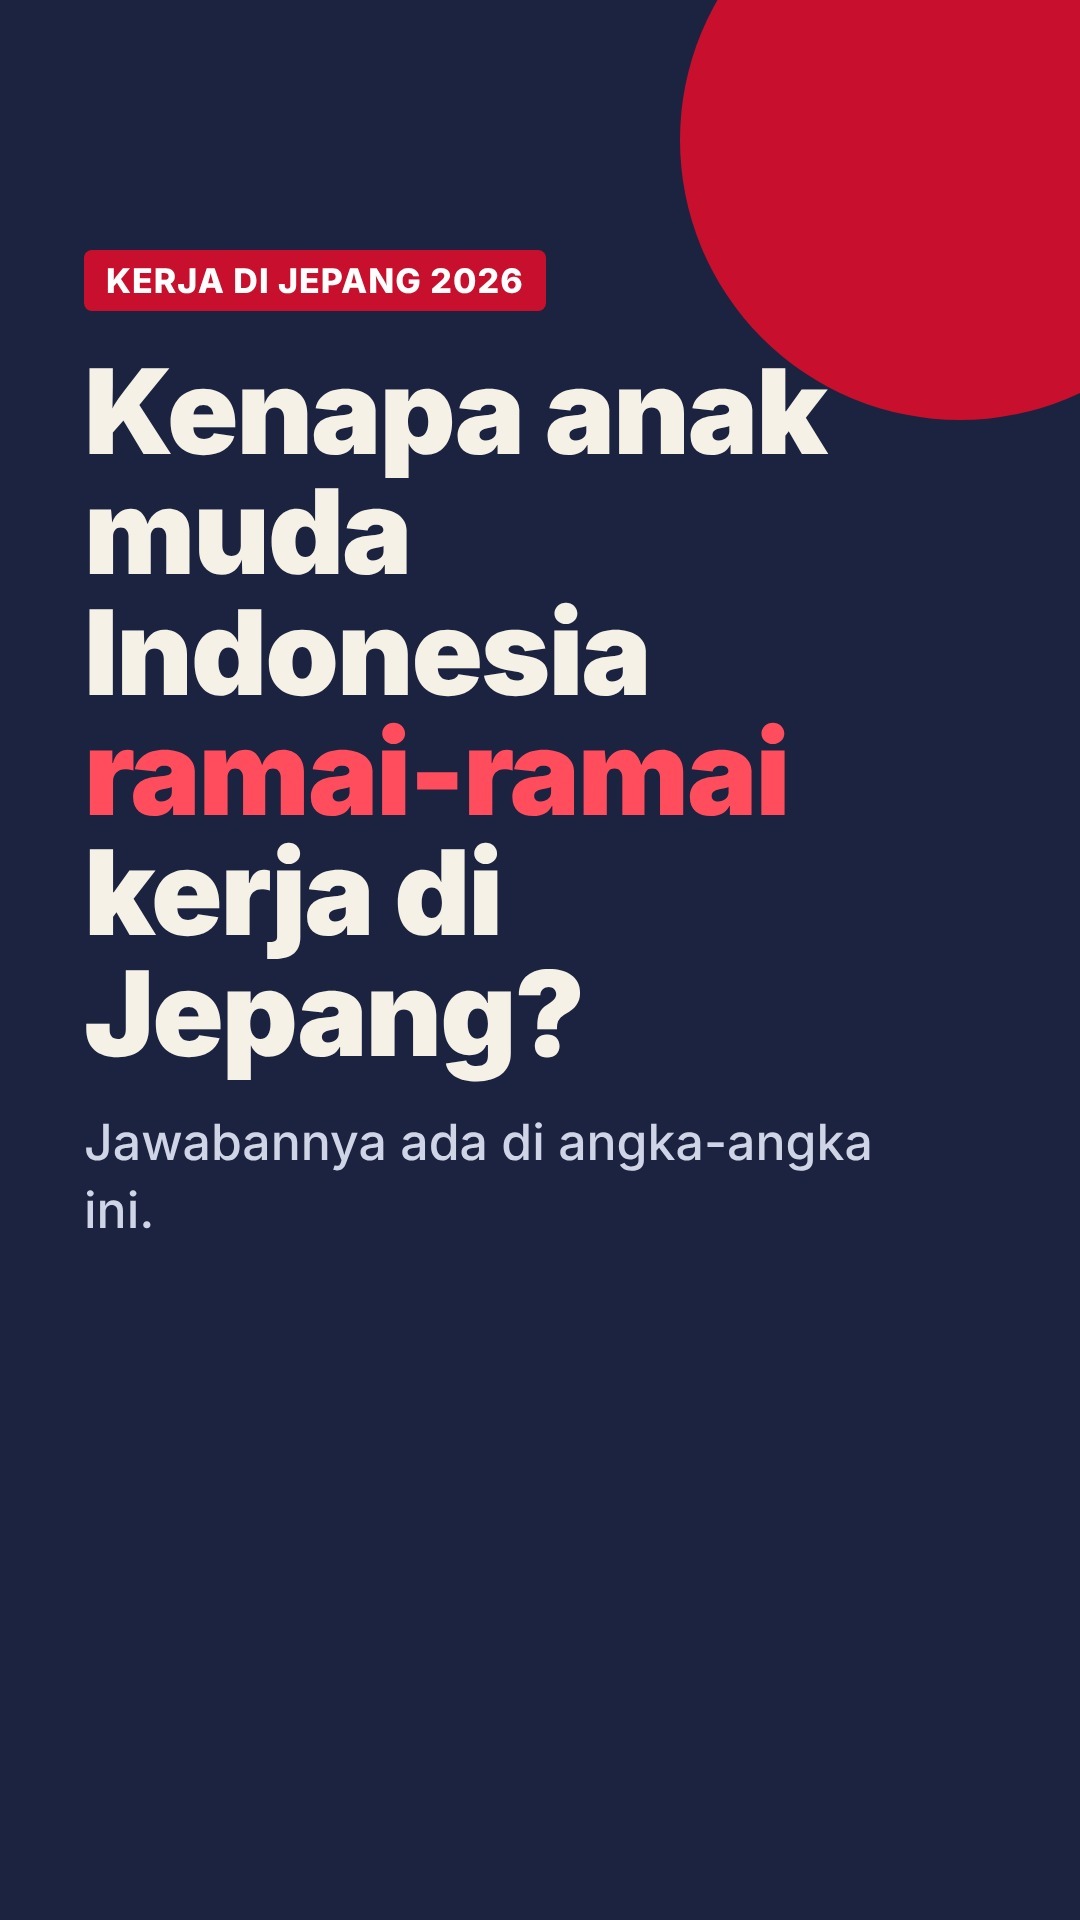 KERJA DI JEPANG 2026
Kenapa anak
muda
Indonesia
ramai-ramai
kerja di
Jepang?
Jawabannya ada di angka-angka
ini.